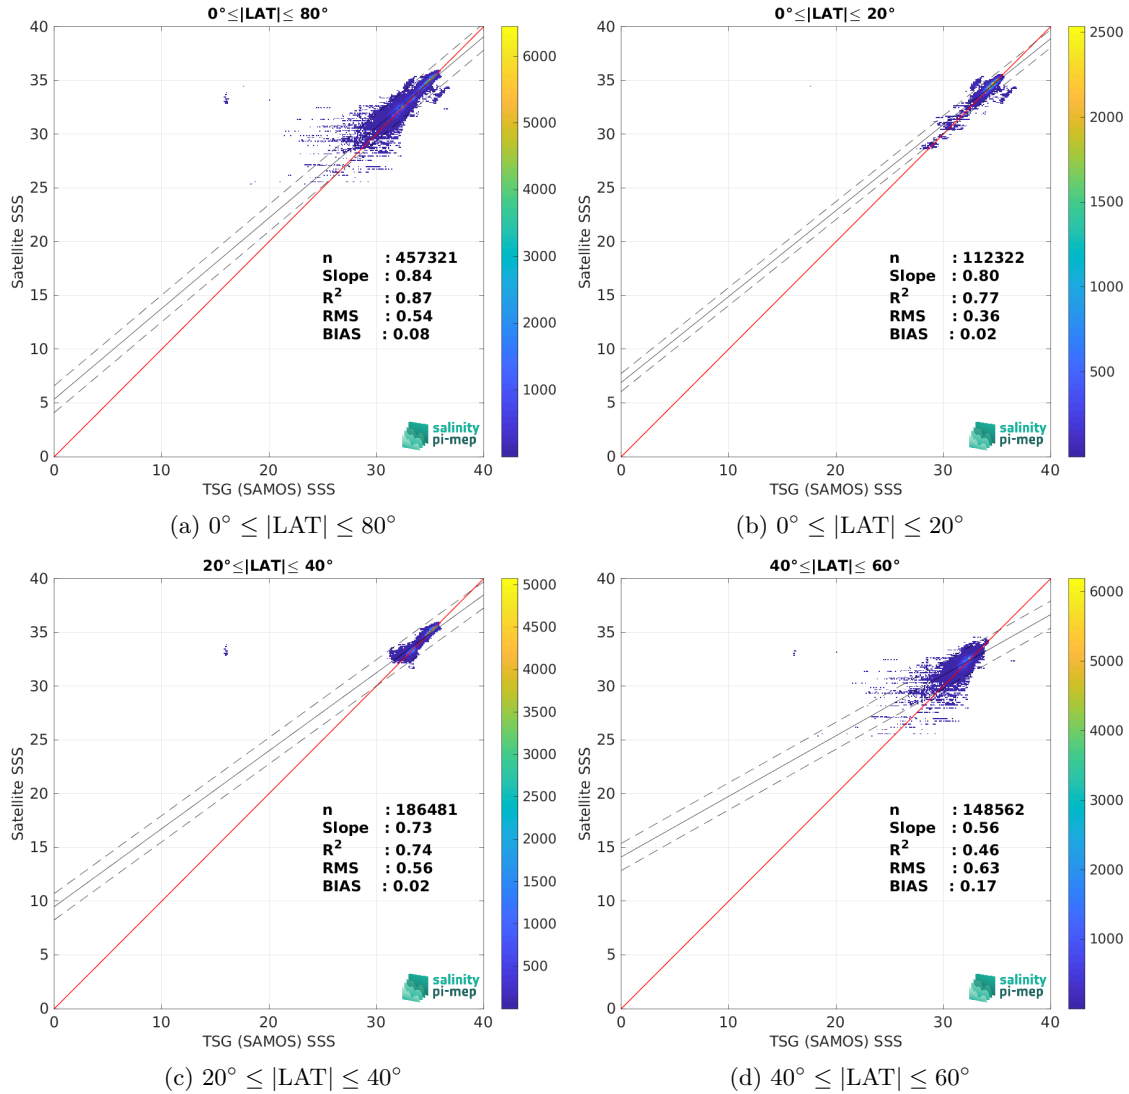 0°≤|LAT|≤ 80°
40
35
30
25
20
15
10
5
0
Satellite SSS
0
10
20
30
40
TSG (SAMOS) SSS
n : 457321
Slope : 0.84
R² : 0.87
RMS : 0.54
BIAS : 0.08
salinity
pi-mep
6000
5000
4000
3000
2000
1000
(a) 0° ≤ |LAT| ≤ 80°
0°≤|LAT|≤ 20°
40
35
30
25
20
15
10
5
0
Satellite SSS
0
10
20
30
40
TSG (SAMOS) SSS
n : 112322
Slope : 0.80
R² : 0.77
RMS : 0.36
BIAS : 0.02
salinity
pi-mep
2500
2000
1500
1000
500
(b) 0° ≤ |LAT| ≤ 20°
20°≤|LAT|≤ 40°
40
35
30
25
20
15
10
5
0
Satellite SSS
0
10
20
30
40
TSG (SAMOS) SSS
n : 186481
Slope : 0.73
R² : 0.74
RMS : 0.56
BIAS : 0.02
salinity
pi-mep
5000
4500
4000
3500
3000
2500
2000
1500
1000
500
(c) 20° ≤ |LAT| ≤ 40°
40°≤|LAT|≤ 60°
40
35
30
25
20
15
10
5
0
Satellite SSS
0
10
20
30
40
TSG (SAMOS) SSS
n : 148562
Slope : 0.56
R² : 0.46
RMS : 0.63
BIAS : 0.17
salinity
pi-mep
6000
5000
4000
3000
2000
1000
(d) 40° ≤ |LAT| ≤ 60°